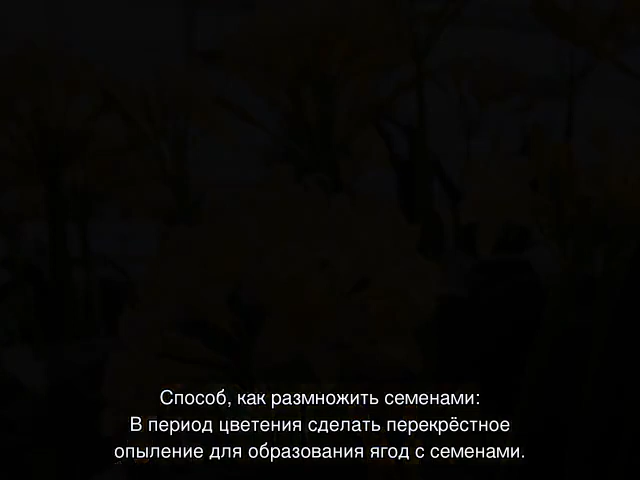 Способ, как размножить семенами:
В период цветения сделать перекрёстное
опыление для образования ягод с семенами.